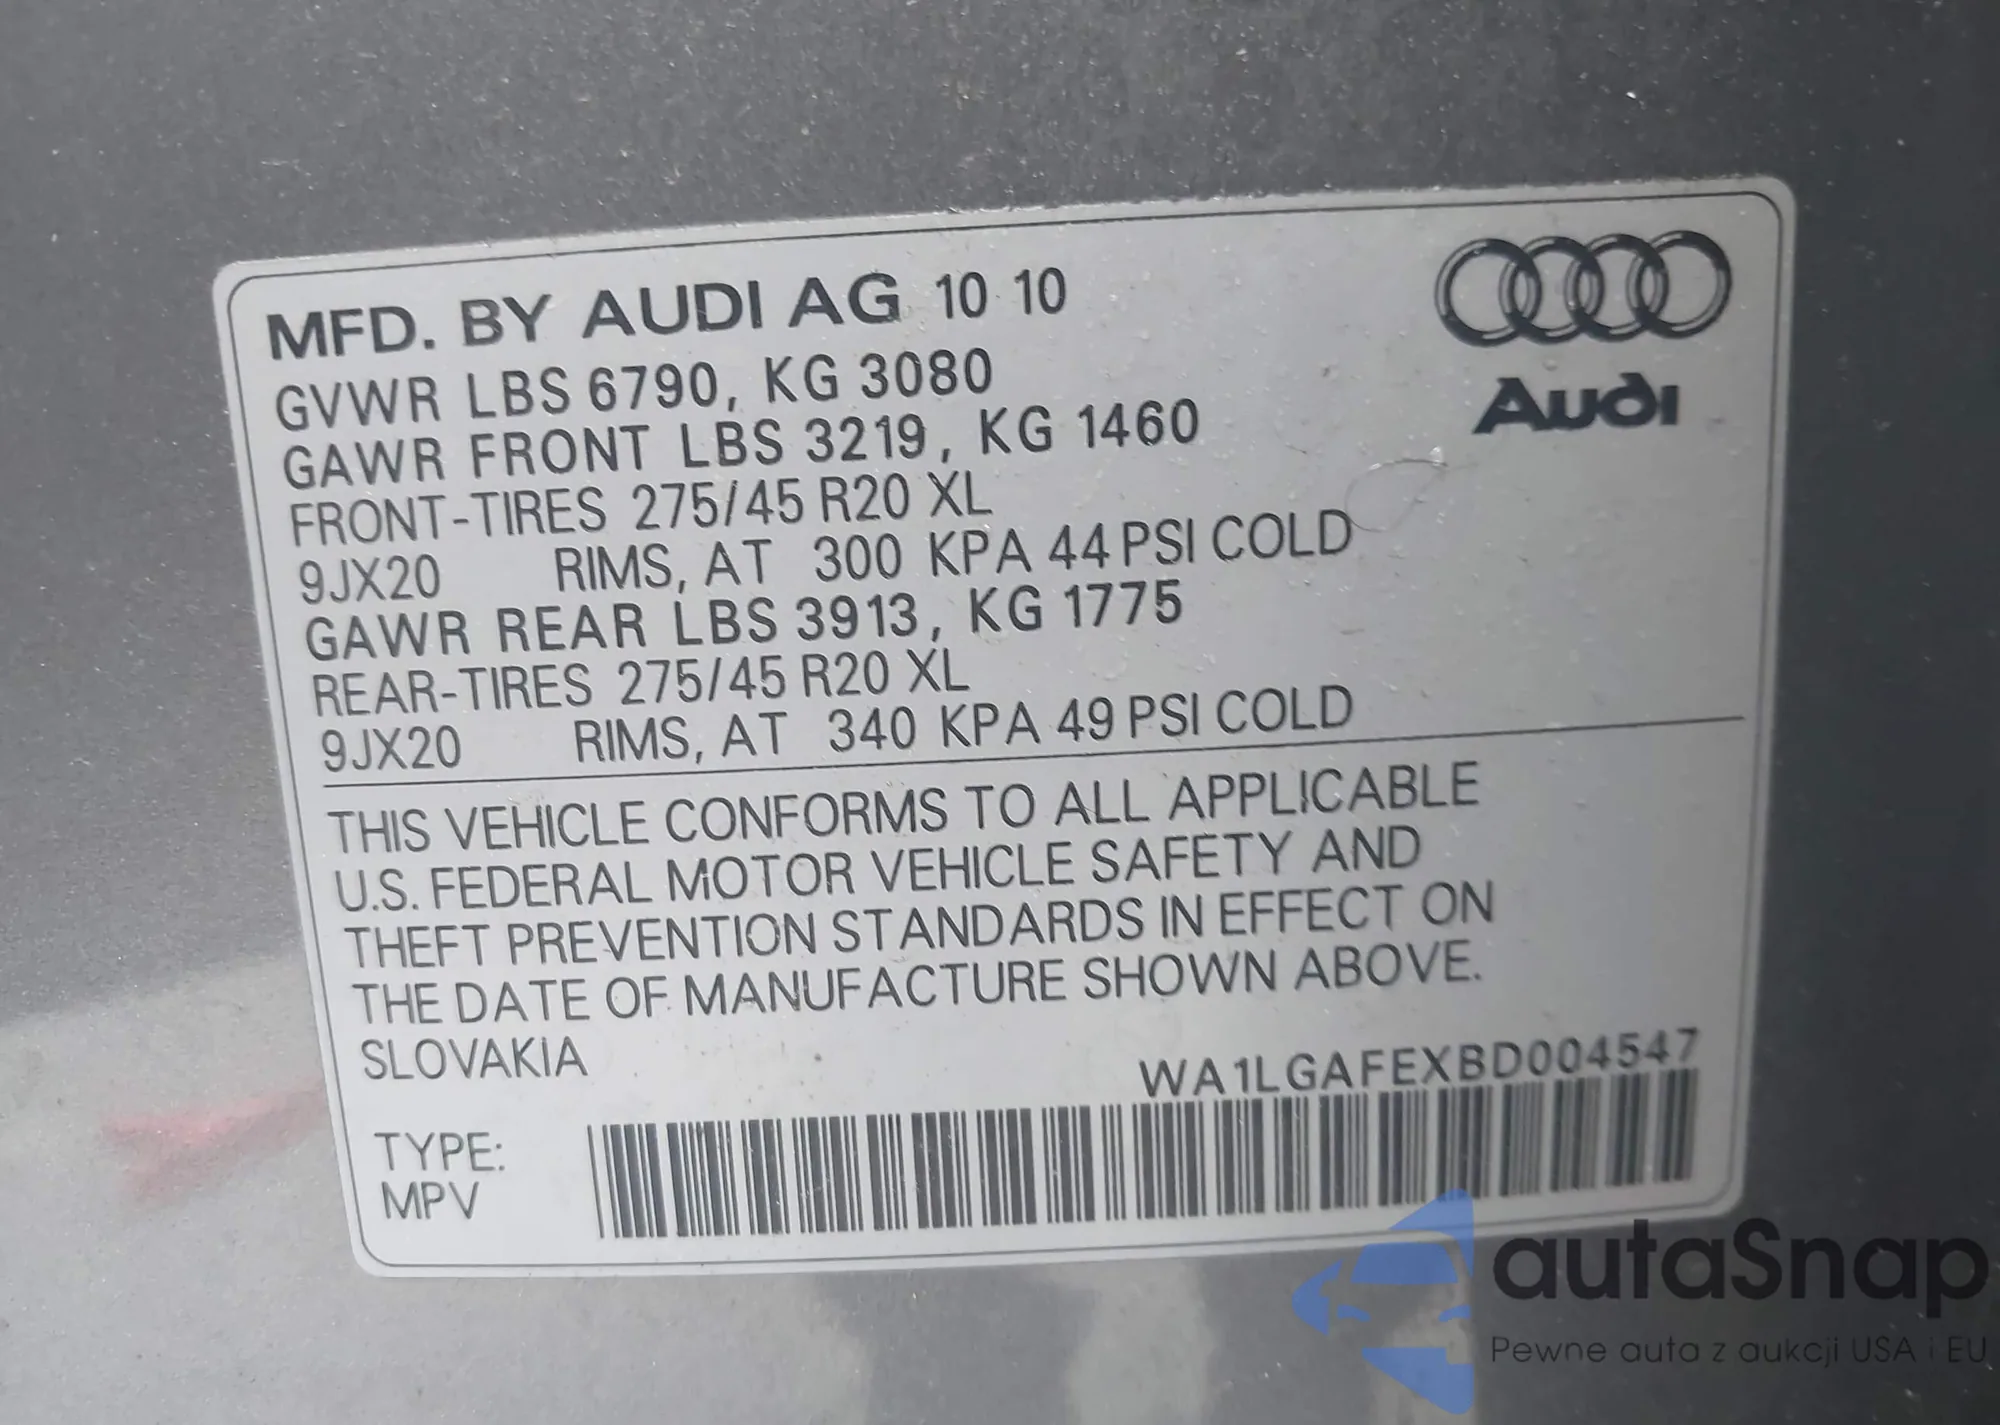 MFD. BY AUDI AG 10 10
GVWR LBS 6790, KG 3080
GAWR FRONT LBS 3219, KG 1460
FRONT-TIRES 275/45 R20 XL
9JX20 RIMS, AT 300 KPA 44 PSI COLD
GAWR REAR LBS 3913, KG 1775
REAR-TIRES 275/45 R20 XL
9JX20 RIMS, AT 340 KPA 49 PSI COLD
Audi
THIS VEHICLE CONFORMS TO ALL APPLICABLE
U.S. FEDERAL MOTOR VEHICLE SAFETY AND
THEFT PREVENTION STANDARDS IN EFFECT ON
THE DATE OF MANUFACTURE SHOWN ABOVE.
SLOVAKIA
WA1LGAFEXBD004547
TYPE:
MPV
autaSnap
Pewne auta z aukcji USA i EU